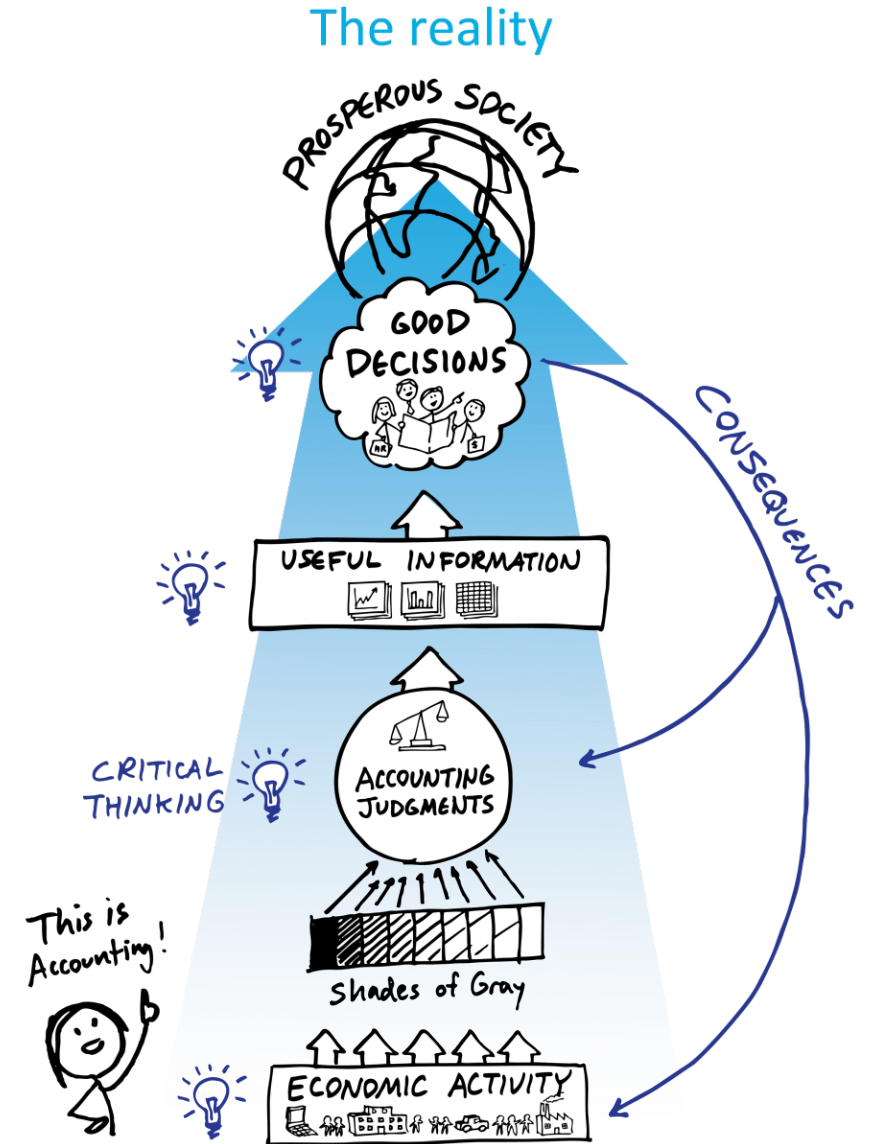 The reality
PROSPEROUS SOCIETY
GOOD
DECISIONS
HR
$
CONSEQUENCES
USEFUL INFORMATION
CRITICAL
THINKING
ACCOUNTING
JUDGMENTS
This is
Accounting!
Shades of Gray
ECONOMIC ACTIVITY